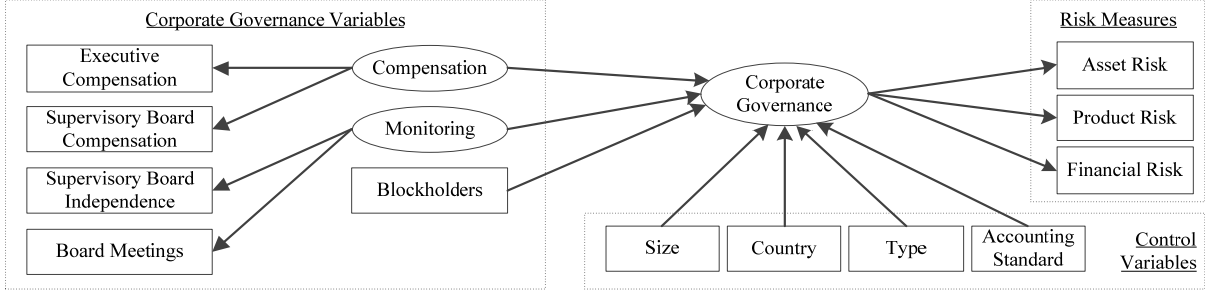 Corporate Governance Variables
Executive
Compensation
Supervisory Board
Compensation
Supervisory Board
Independence
Board Meetings
Compensation
Monitoring
Blockholders
Corporate
Governance
Risk Measures
Asset Risk
Product Risk
Financial Risk
Size
Country
Type
Accounting
Standard
Control
Variables